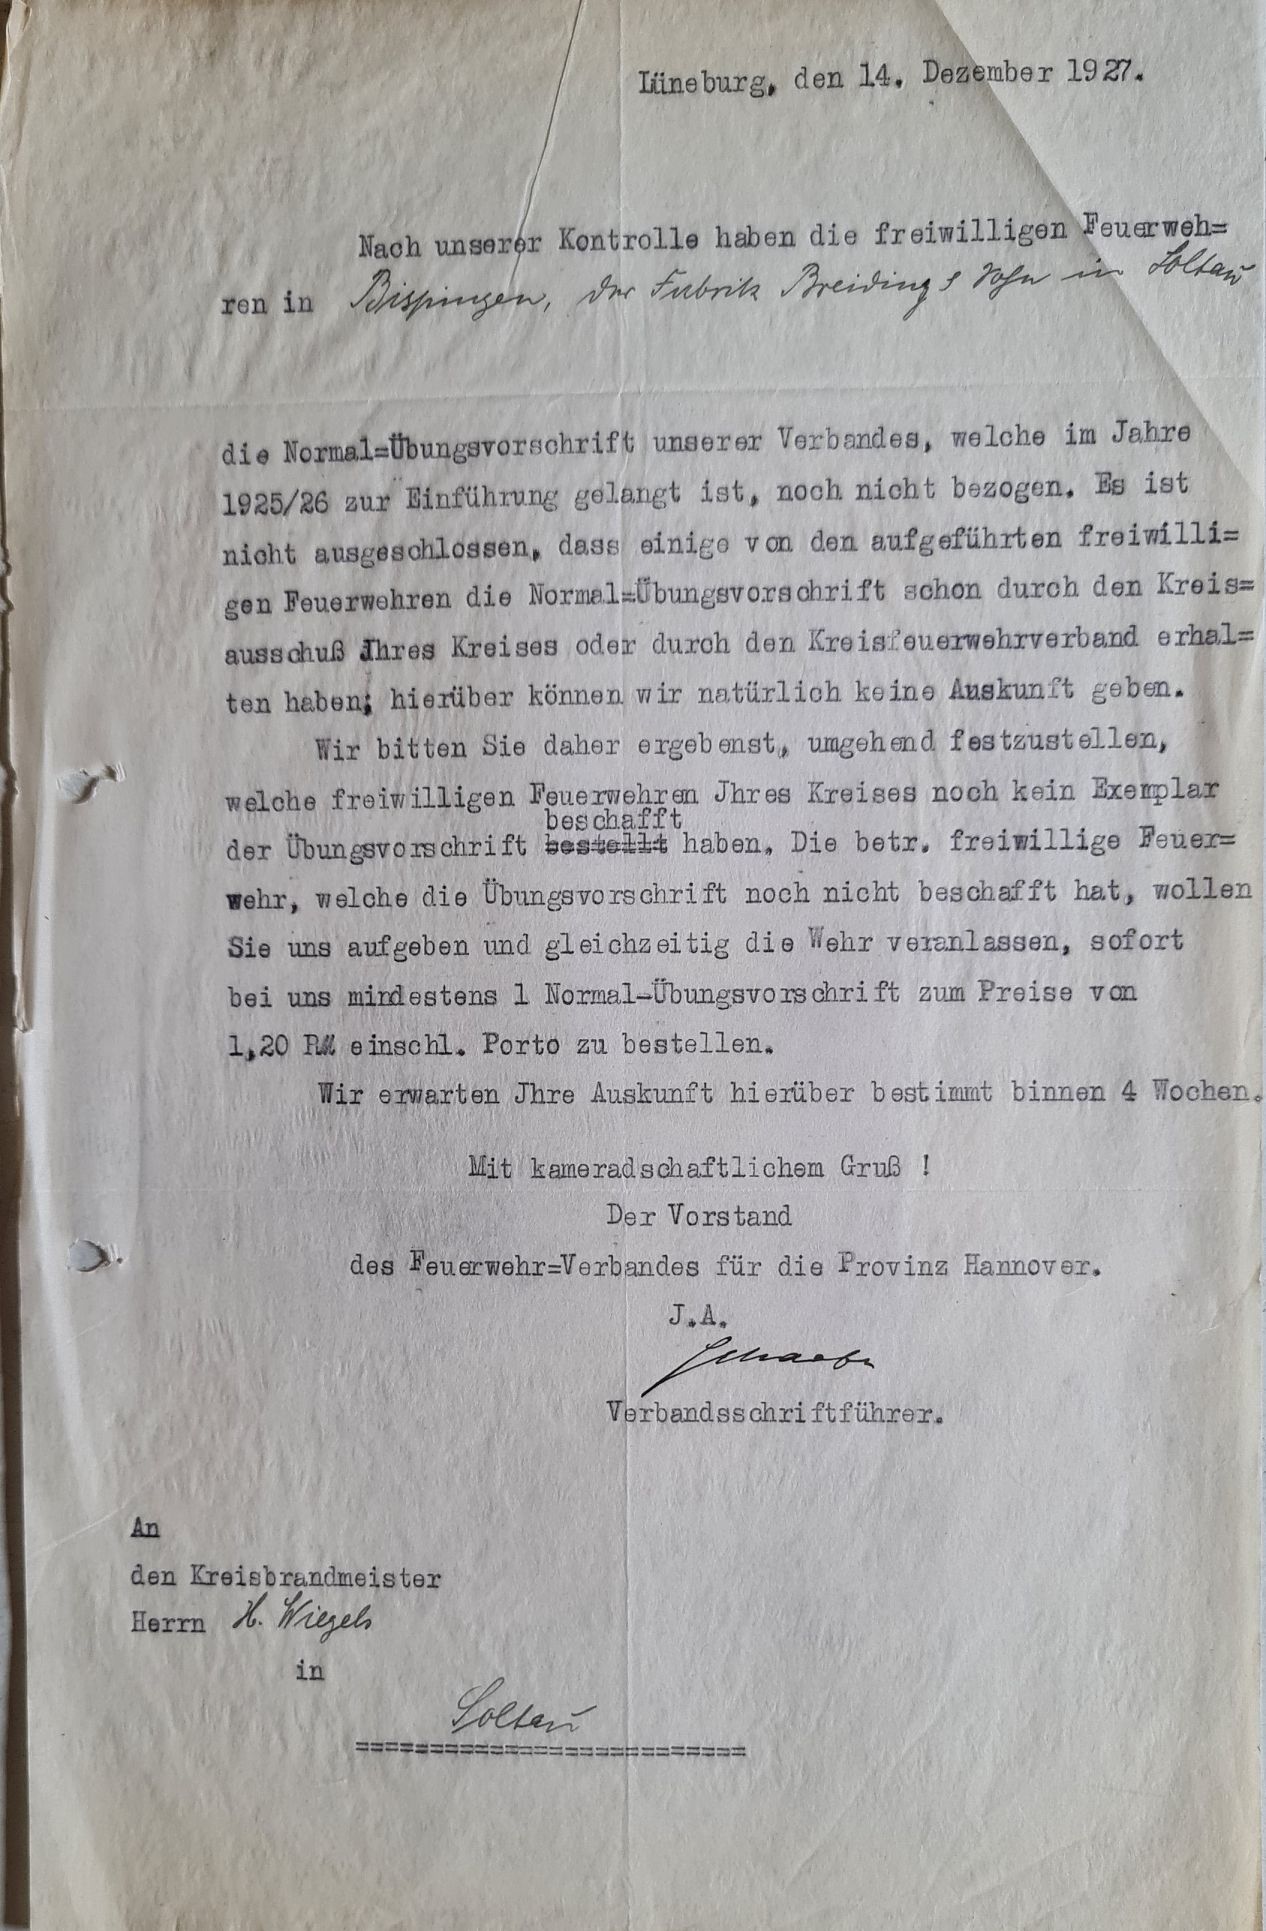 Lüneburg, den 14. Dezember 1927.
Nach unserer Kontrolle haben die freiwilligen Feuerweh=
ren in Bispingen, der Fabrik Breiding & Sohn in Soltau
die Normal=Übungsvorschrift unserer Verbandes, welche im Jahre
1925/26 zur Einführung gelangt ist, noch nicht bezogen. Es ist
nicht ausgeschlossen, dass einige von den aufgeführten freiwilli=
gen Feuerwehren die Normal=Übungsvorschrift schon durch den Kreis=
ausschuß Jhres Kreises oder durch den Kreisfeuerwehrverband erhal=
ten haben; hierüber können wir natürlich keine Auskunft geben.
Wir bitten Sie daher ergebenst, umgehend festzustellen,
welche freiwilligen Feuerwehren Jhres Kreises noch kein Exemplar
beschafft
der Übungsvorschrift bestellt haben. Die betr. freiwillige Feuer=
wehr, welche die Übungsvorschrift noch nicht beschafft hat, wollen
Sie uns aufgeben und gleichzeitig die Wehr veranlassen, sofort
bei uns mindestens 1 Normal-Übungsvorschrift zum Preise von
1,20 RM einschl. Porto zu bestellen.
Wir erwarten Jhre Auskunft hierüber bestimmt binnen 4 Wochen.
Mit kameradschaftlichem Gruß !
Der Vorstand
des Feuerwehr=Verbandes für die Provinz Hannover.
J.A.
Verbandsschriftführer.
An
den Kreisbrandmeister
Herrn H. Wiegels
in
Soltau
==========================